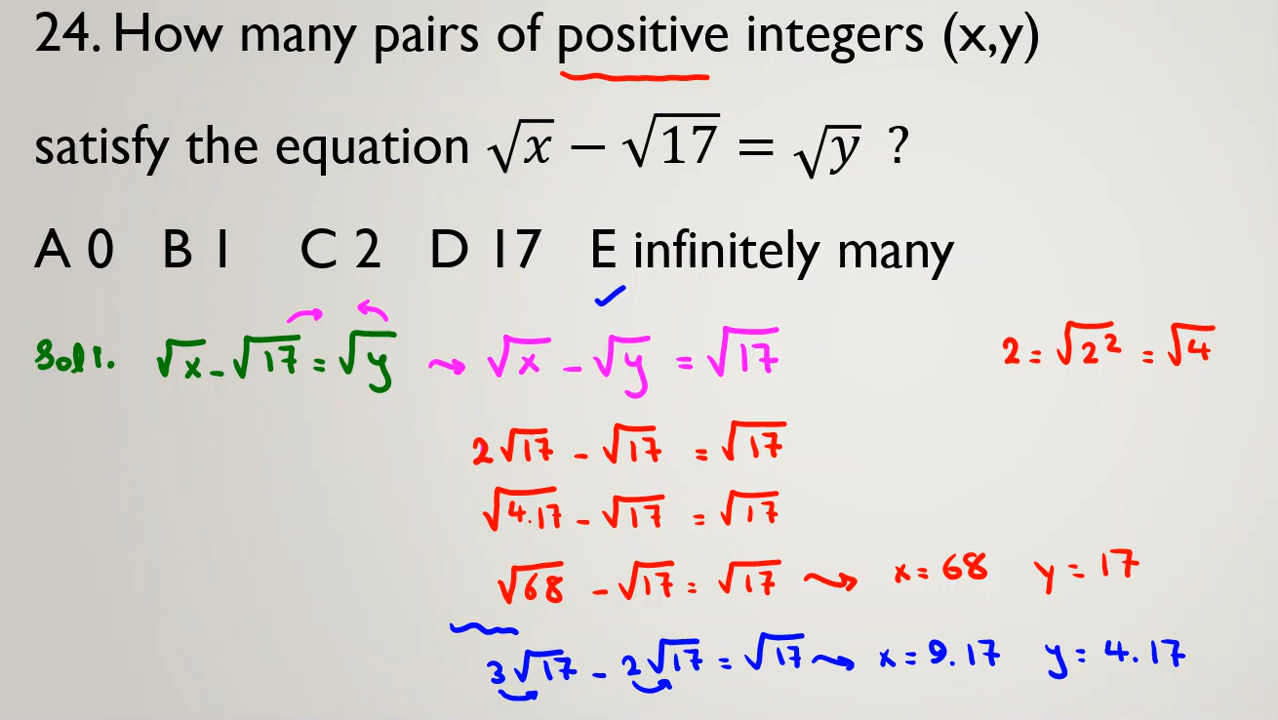 24. How many pairs of positive integers (x,y)
satisfy the equation √x − √17 = √y ?
A 0 B 1 C 2 D 17 E infinitely many
Sol 1. √x - √17 = √y ⇝ √x - √y = √17 2 = √2² = √4
2√17 - √17 = √17
√4.17 - √17 = √17
√68 - √17 = √17 ⇝ x = 68 y = 17
3√17 - 2√17 = √17 ⇝ x = 9.17 y = 4.17